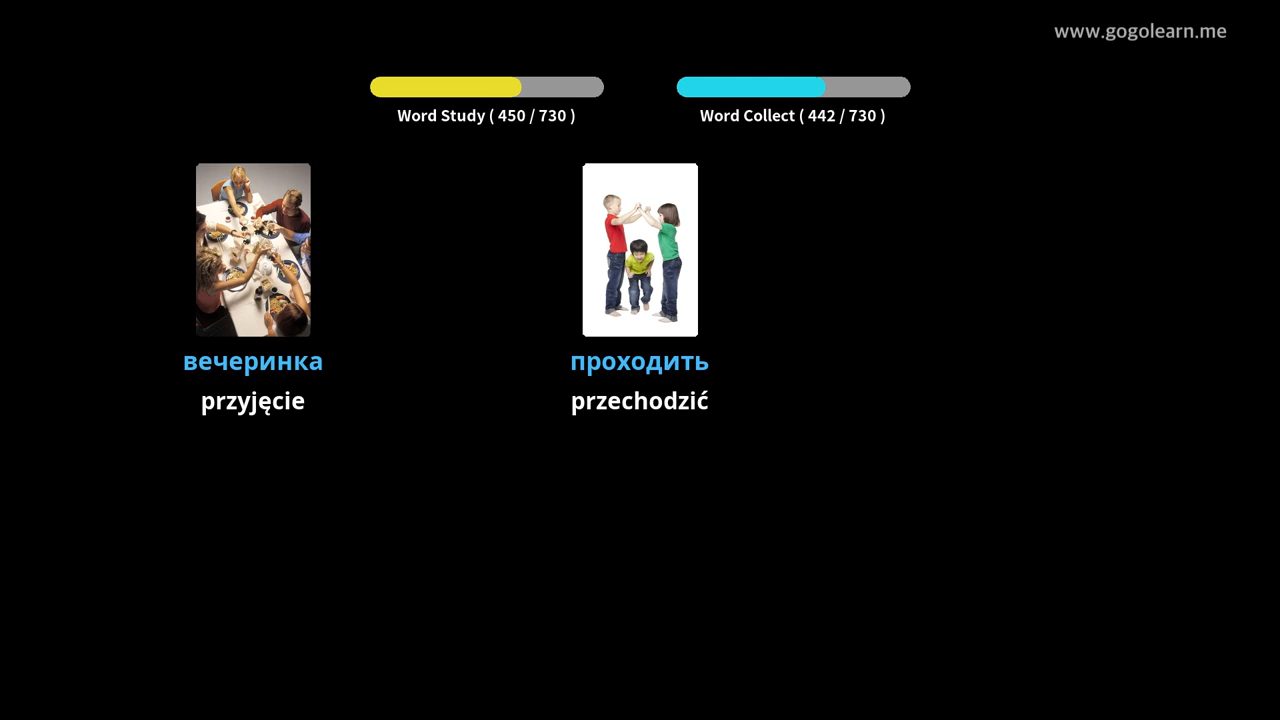 www.gogolearn.me
Word Study ( 450 / 730 )
Word Collect ( 442 / 730 )
вечеринка
przyjęcie
проходить
przechodzić